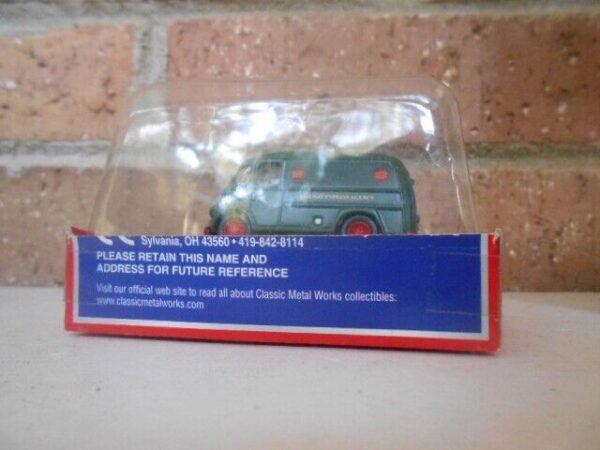 Sylvania, OH 43560 • 419-842-8114
PLEASE RETAIN THIS NAME AND
ADDRESS FOR FUTURE REFERENCE
Visit our official web site to read all about Classic Metal Works collectibles:
www.classicmetalworks.com